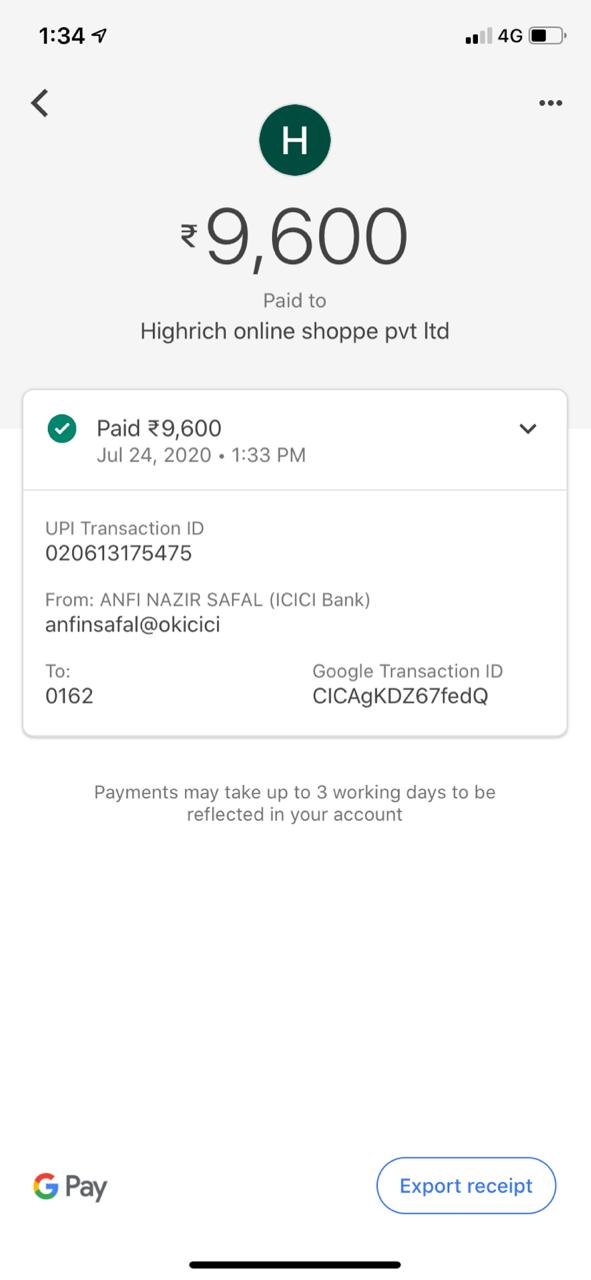 1:34 4G
H
₹9,600
Paid to
Highrich online shoppe pvt ltd
Paid ₹9,600
Jul 24, 2020 • 1:33 PM
UPI Transaction ID
020613175475
From: ANFI NAZIR SAFAL (ICICI Bank)
anfinsafal@okicici
To:
0162
Google Transaction ID
CICAgKDZ67fedQ
Payments may take up to 3 working days to be
reflected in your account
G Pay
Export receipt